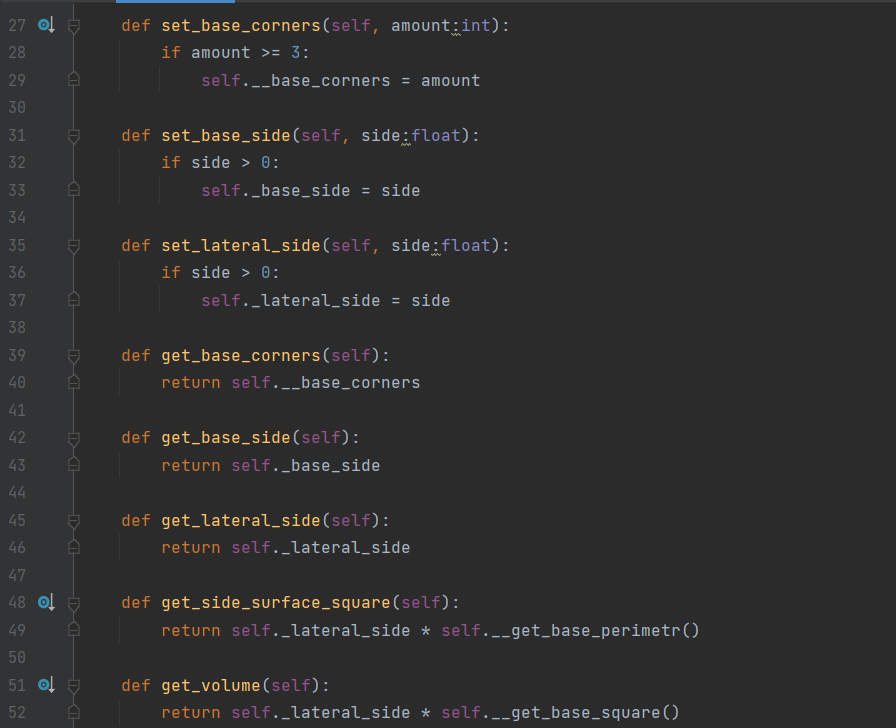 27 def set_base_corners(self, amount:int):
28 if amount >= 3:
29 self.__base_corners = amount
30
31 def set_base_side(self, side:float):
32 if side > 0:
33 self._base_side = side
34
35 def set_lateral_side(self, side:float):
36 if side > 0:
37 self._lateral_side = side
38
39 def get_base_corners(self):
40 return self.__base_corners
41
42 def get_base_side(self):
43 return self._base_side
44
45 def get_lateral_side(self):
46 return self._lateral_side
47
48 def get_side_surface_square(self):
49 return self._lateral_side * self.__get_base_perimetr()
50
51 def get_volume(self):
52 return self._lateral_side * self.__get_base_square()